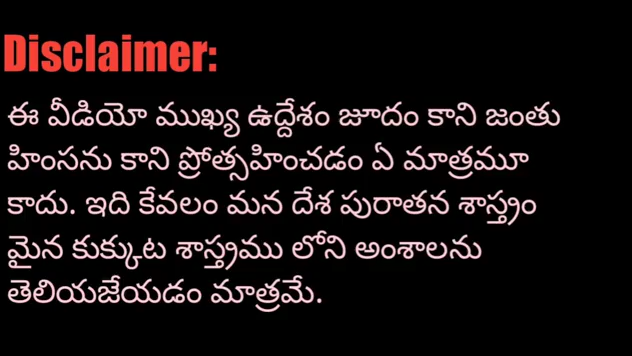 Disclaimer:
ఈ వీడియో ముఖ్య ఉద్దేశం జూదం కాని జంతు
హింసను కాని ప్రోత్సహించడం ఏ మాత్రమూ
కాదు. ఇది కేవలం మన దేశ పురాతన శాస్త్రం
మైన కుక్కుట శాస్త్రము లోని అంశాలను
తెలియజేయడం మాత్రమే.